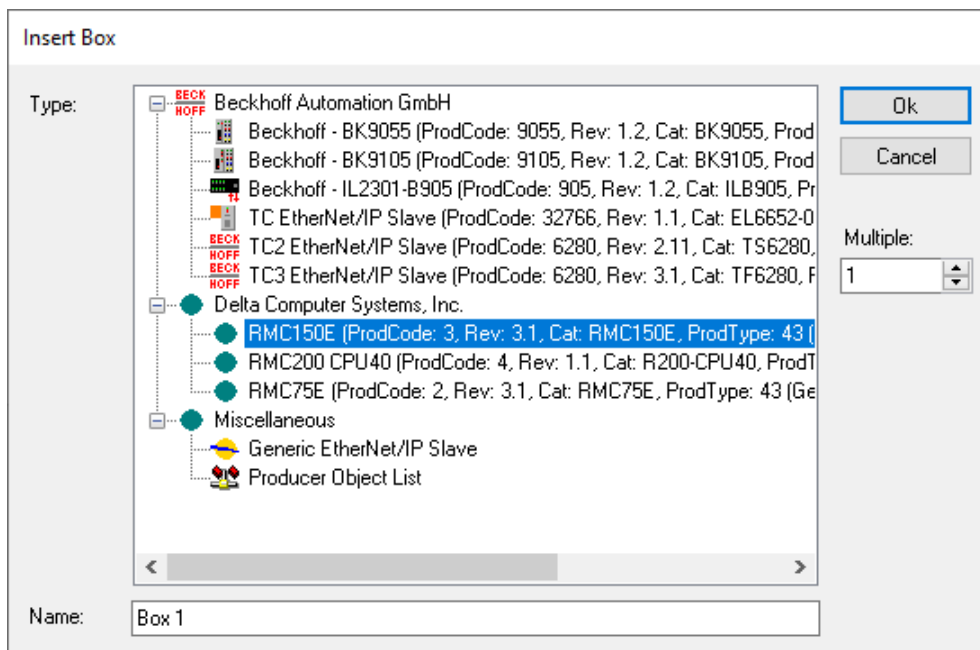 Insert Box
Type:
BECK HOFF Beckhoff Automation GmbH
Beckhoff - BK9055 (ProdCode: 9055, Rev: 1.2, Cat: BK9055, Prod
Beckhoff - BK9105 (ProdCode: 9105, Rev: 1.2, Cat: BK9105, Prod
Beckhoff - IL2301-B905 (ProdCode: 905, Rev: 1.2, Cat: ILB905, Pr
TC EtherNet/IP Slave (ProdCode: 32766, Rev: 1.1, Cat: EL6652-0
BECK HOFF TC2 EtherNet/IP Slave (ProdCode: 6280, Rev: 2.11, Cat: TS6280,
BECK HOFF TC3 EtherNet/IP Slave (ProdCode: 6280, Rev: 3.1, Cat: TF6280, F
Delta Computer Systems, Inc.
RMC150E (ProdCode: 3, Rev: 3.1, Cat: RMC150E, ProdType: 43 (
RMC200 CPU40 (ProdCode: 4, Rev: 1.1, Cat: R200-CPU40, ProdT
RMC75E (ProdCode: 2, Rev: 3.1, Cat: RMC75E, ProdType: 43 (Ge
Miscellaneous
Generic EtherNet/IP Slave
Producer Object List
Ok
Cancel
Multiple:
1
Name:
Box 1